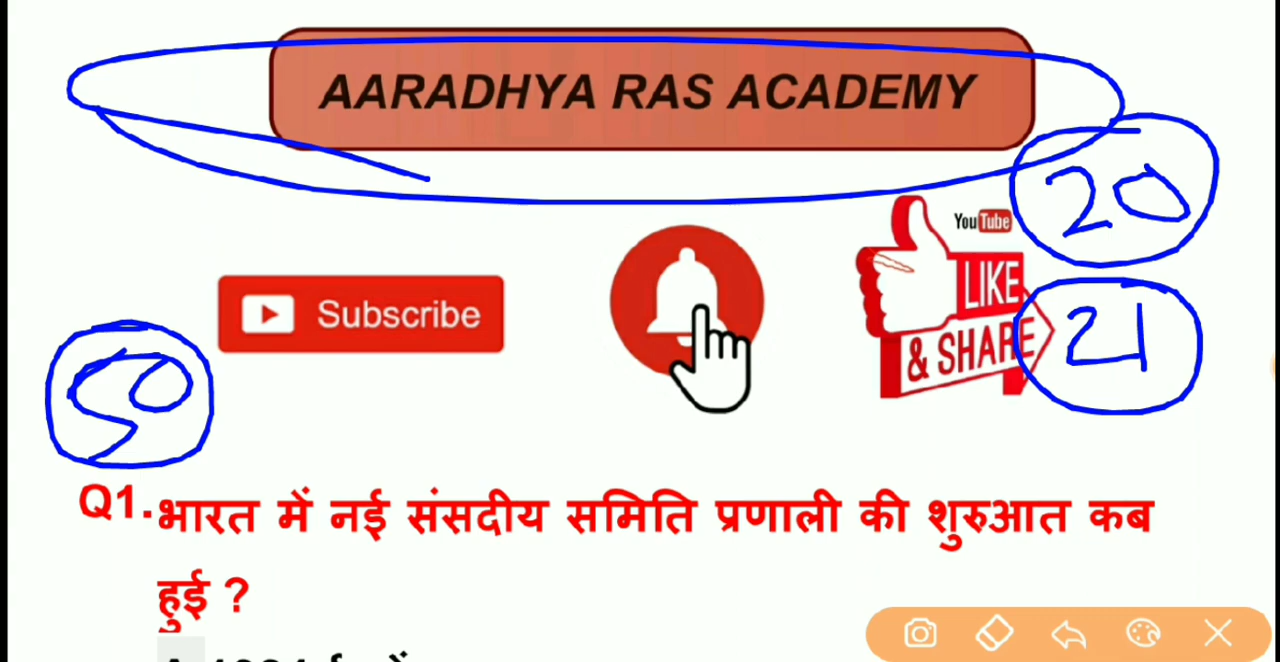 AARADHYA RAS ACADEMY
20
YouTube
LIKE
Subscribe
& SHARE
21
50
Q1. भारत में नई संसदीय समिति प्रणाली की शुरुआत कब
हुई ?